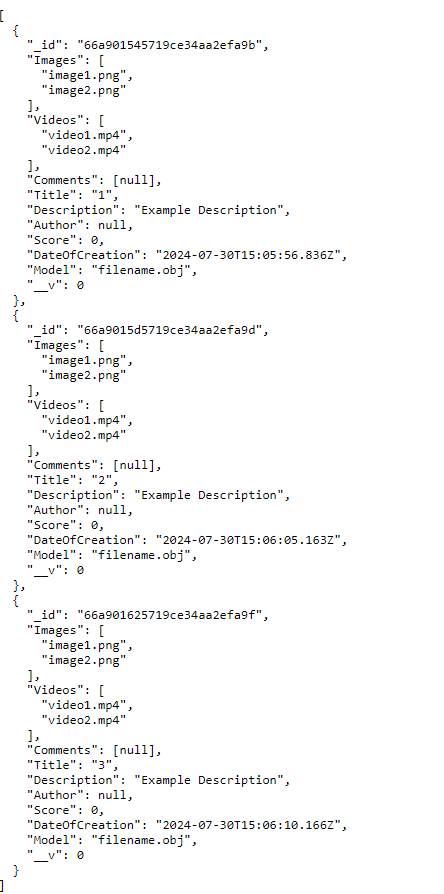 [
  {
    "_id": "66a901545719ce34aa2efa9b",
    "Images": [
      "image1.png",
      "image2.png"
    ],
    "Videos": [
      "video1.mp4",
      "video2.mp4"
    ],
    "Comments": [null],
    "Title": "1",
    "Description": "Example Description",
    "Author": null,
    "Score": 0,
    "DateOfCreation": "2024-07-30T15:05:56.836Z",
    "Model": "filename.obj",
    "__v": 0
  },
  {
    "_id": "66a9015d5719ce34aa2efa9d",
    "Images": [
      "image1.png",
      "image2.png"
    ],
    "Videos": [
      "video1.mp4",
      "video2.mp4"
    ],
    "Comments": [null],
    "Title": "2",
    "Description": "Example Description",
    "Author": null,
    "Score": 0,
    "DateOfCreation": "2024-07-30T15:06:05.163Z",
    "Model": "filename.obj",
    "__v": 0
  },
  {
    "_id": "66a901625719ce34aa2efa9f",
    "Images": [
      "image1.png",
      "image2.png"
    ],
    "Videos": [
      "video1.mp4",
      "video2.mp4"
    ],
    "Comments": [null],
    "Title": "3",
    "Description": "Example Description",
    "Author": null,
    "Score": 0,
    "DateOfCreation": "2024-07-30T15:06:10.166Z",
    "Model": "filename.obj",
    "__v": 0
  }
]